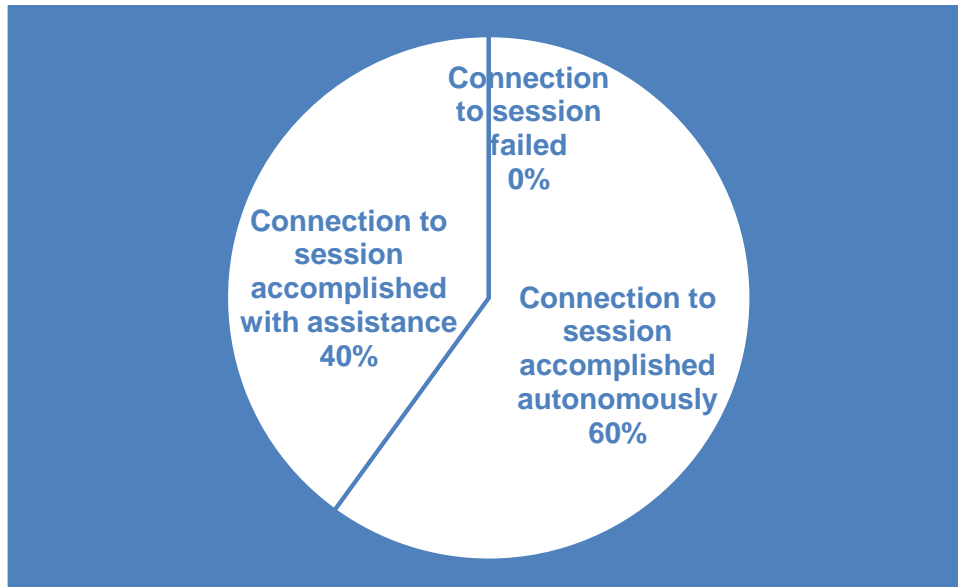 Connection
to session
failed
0%
Connection to
session
accomplished
with assistance
40%
Connection to
session
accomplished
autonomously
60%